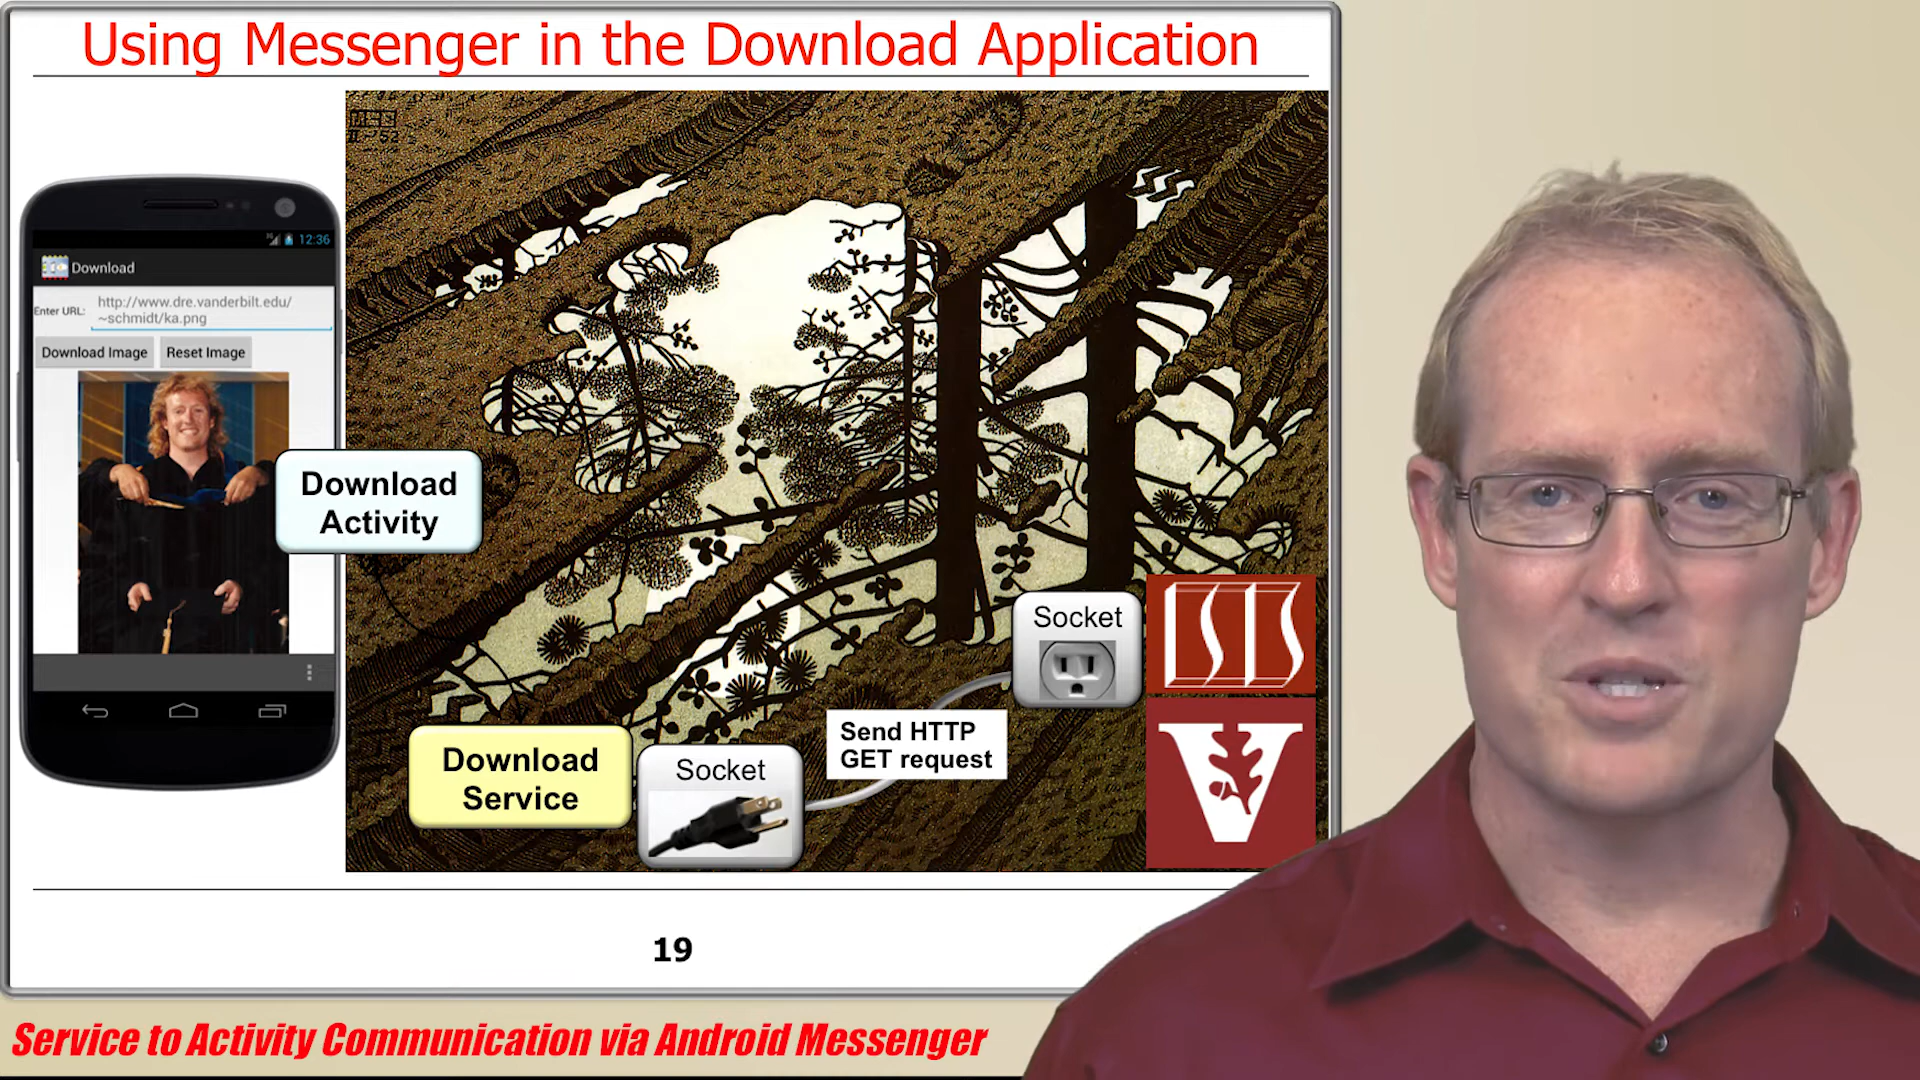 Using Messenger in the Download Application
12:36
Download
Enter URL:
http://www.dre.vanderbilt.edu/
~schmidt/ka.png
Download Image
Reset Image
Download
Activity
Download
Service
Socket
Send HTTP
GET request
Socket
ISIS
V
19
Service to Activity Communication via Android Messenger